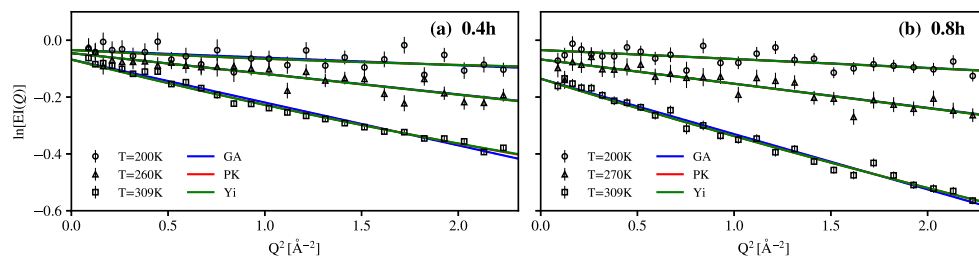 (a) 0.4h
(b) 0.8h
0.0
−0.2
−0.4
−0.6
ln[EI(Q)]
T=200K
T=260K
T=309K
GA
PK
Yi
T=200K
T=270K
T=309K
GA
PK
Yi
0.0 0.5 1.0 1.5 2.0
0.0 0.5 1.0 1.5 2.0
Q² [Å⁻²]
Q² [Å⁻²]